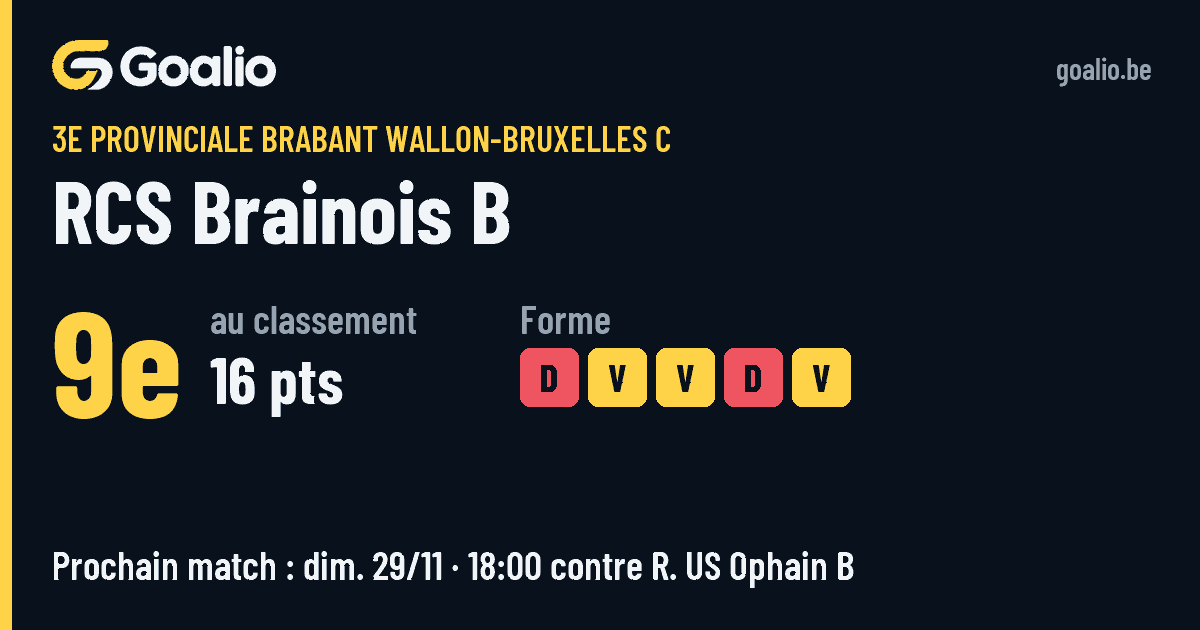 Goalio
goalio.be
3E PROVINCIALE BRABANT WALLON-BRUXELLES C
RCS Brainois B
9e
au classement
16 pts
Forme
D V V D V
Prochain match : dim. 29/11 · 18:00 contre R. US Ophain B